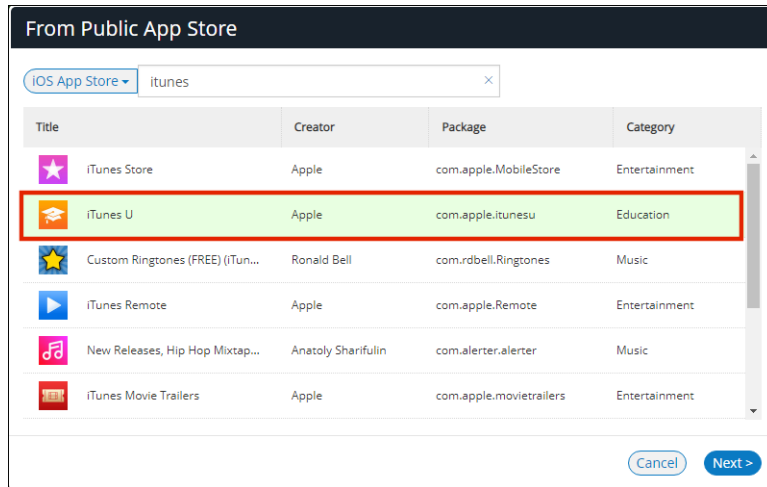 From Public App Store
iOS App Store itunes ×
Title Creator Package Category
iTunes Store Apple com.apple.MobileStore Entertainment
iTunes U Apple com.apple.itunesu Education
Custom Ringtones (FREE) (iTun... Ronald Bell com.rdbell.Ringtones Music
iTunes Remote Apple com.apple.Remote Entertainment
New Releases, Hip Hop Mixtap... Anatoly Sharifulin com.alerter.alerter Music
iTunes Movie Trailers Apple com.apple.movietrailers Entertainment
Cancel Next >